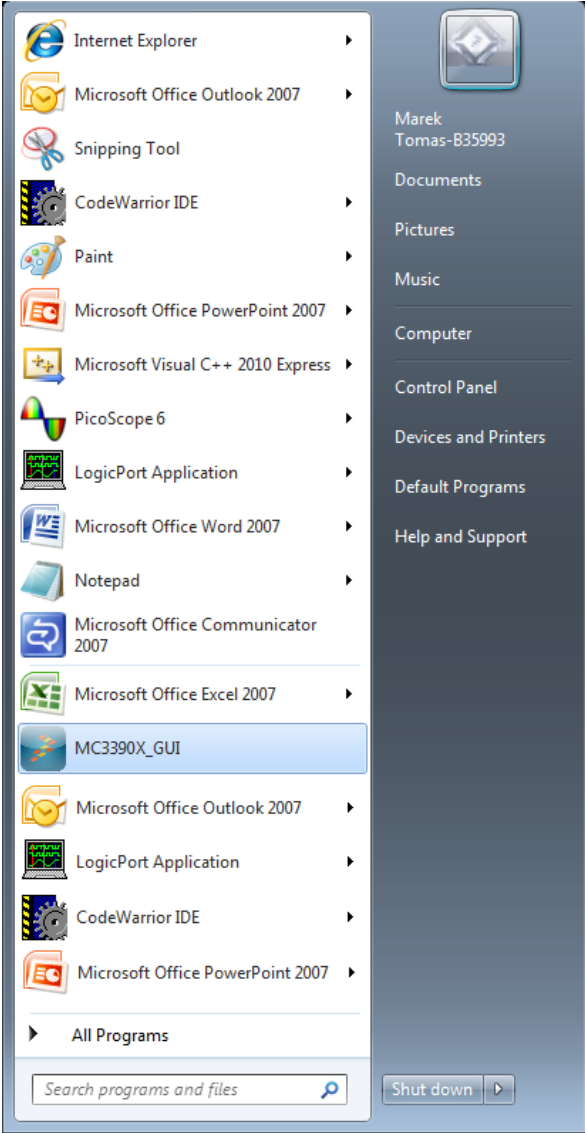 Internet Explorer
Microsoft Office Outlook 2007
Snipping Tool
CodeWarrior IDE
Paint
Microsoft Office PowerPoint 2007
Microsoft Visual C++ 2010 Express
PicoScope 6
LogicPort Application
Microsoft Office Word 2007
Notepad
Microsoft Office Communicator
2007
Microsoft Office Excel 2007
MC3390X_GUI
Microsoft Office Outlook 2007
LogicPort Application
CodeWarrior IDE
Microsoft Office PowerPoint 2007
All Programs
Search programs and files
Marek
Tomas-B35993
Documents
Pictures
Music
Computer
Control Panel
Devices and Printers
Default Programs
Help and Support
Shut down